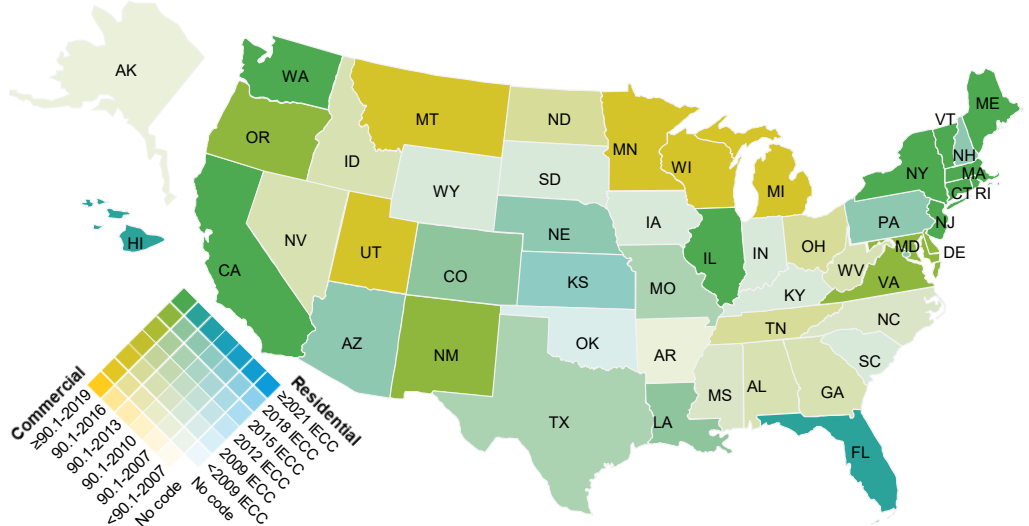 AK
WA
MT
ND
MN
ME
VT
NH
OR
ID
WY
SD
WI
MI
NY
MA
CT RI
HI
NV
UT
CO
NE
KS
IA
IL
IN
OH
PA
NJ
MD
DE
WV
VA
KY
MO
CA
AZ
NM
OK
AR
TN
NC
SC
MS
AL
GA
TX
LA
FL
Commercial
≥90.1-2019
90.1-2016
90.1-2013
90.1-2010
90.1-2007
<90.1-2007
No code
Residential
≥2021 IECC
2018 IECC
2015 IECC
2012 IECC
2009 IECC
<2009 IECC
No code